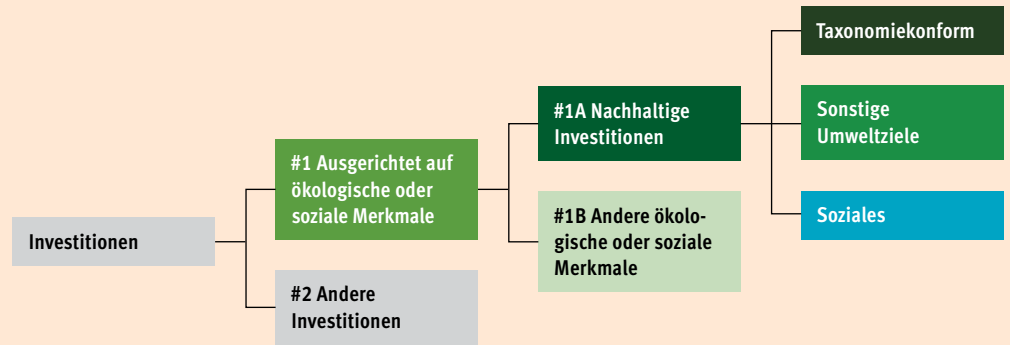 Investitionen
#1 Ausgerichtet auf
ökologische oder
soziale Merkmale
#2 Andere
Investitionen
#1A Nachhaltige
Investitionen
#1B Andere ökolo-
gische oder soziale
Merkmale
Taxonomiekonform
Sonstige
Umweltziele
Soziales